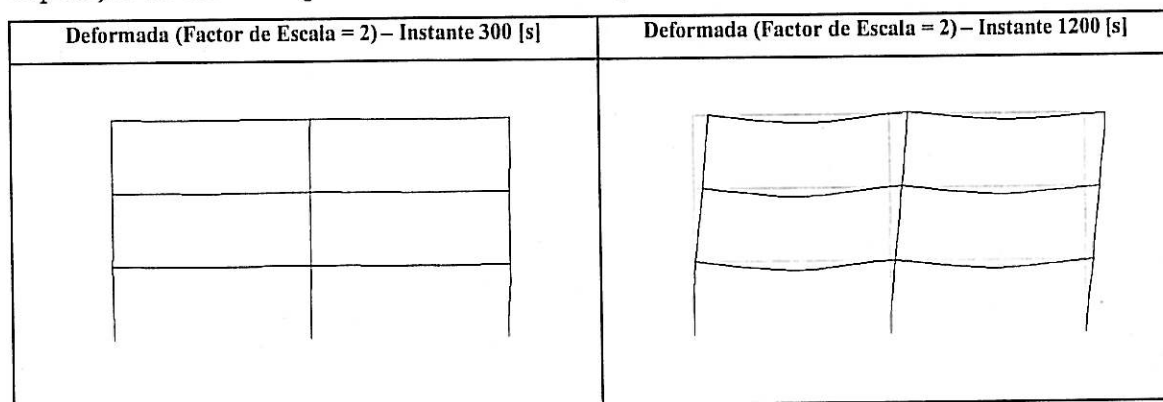 Deformada (Factor de Escala = 2) – Instante 300 [s]
Deformada (Factor de Escala = 2) – Instante 1200 [s]